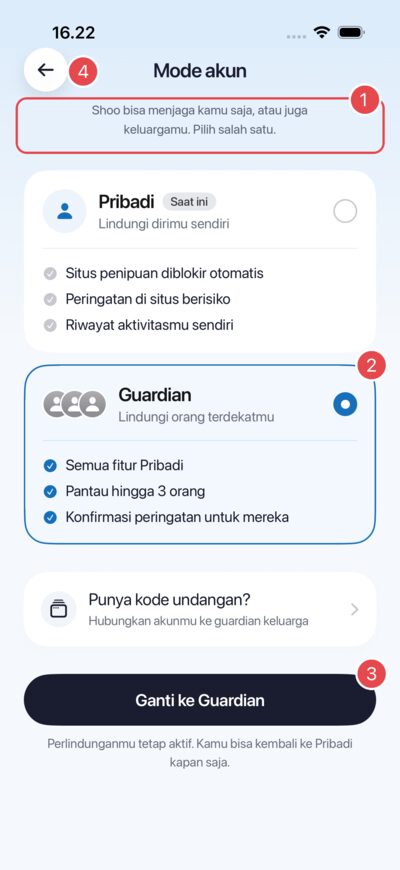 16.22
4
Mode akun
1
Shoo bisa menjaga kamu saja, atau juga
keluargamu. Pilih salah satu.
Pribadi Saat ini
Lindungi dirimu sendiri
Situs penipuan diblokir otomatis
Peringatan di situs berisiko
Riwayat aktivitasmu sendiri
2
Guardian
Lindungi orang terdekatmu
Semua fitur Pribadi
Pantau hingga 3 orang
Konfirmasi peringatan untuk mereka
Punya kode undangan?
Hubungkan akunmu ke guardian keluarga
3
Ganti ke Guardian
Perlindunganmu tetap aktif. Kamu bisa kembali ke Pribadi
kapan saja.